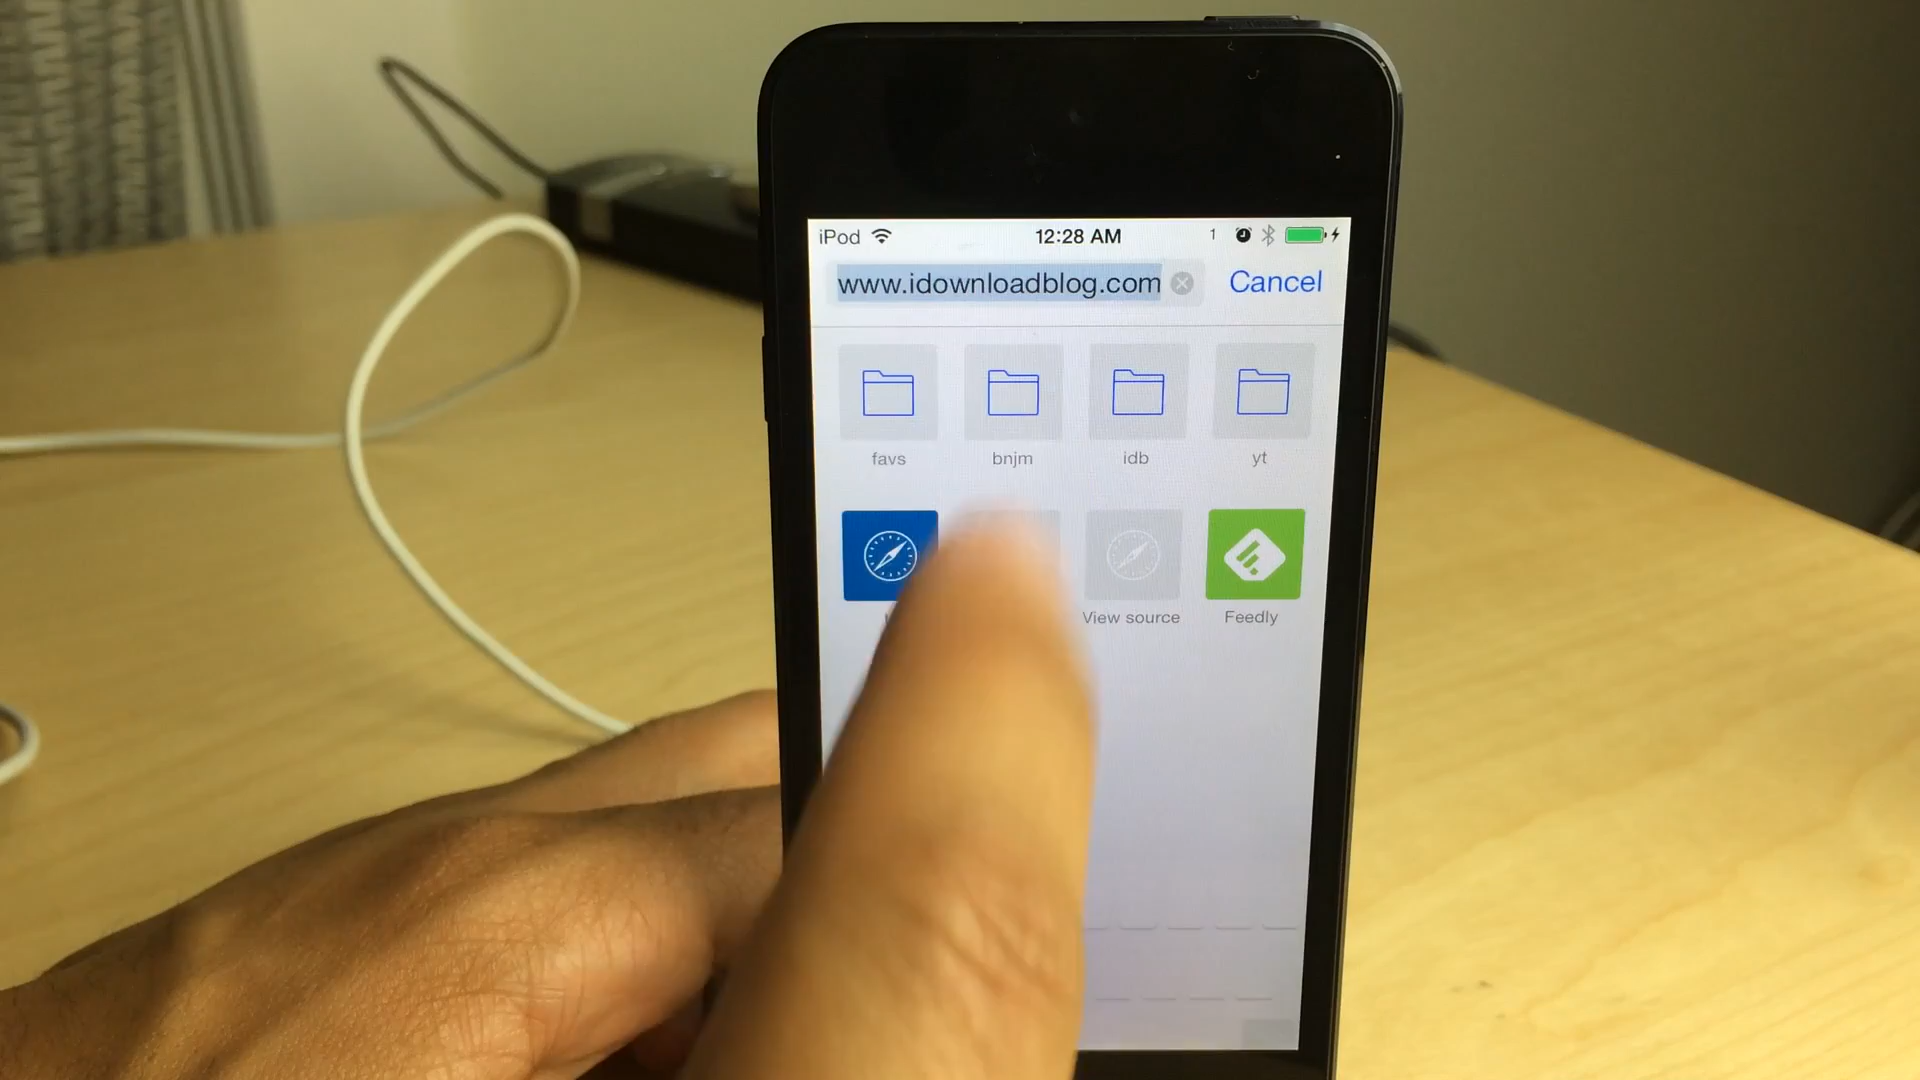 iPod 12:28 AM 1
www.idownloadblog.com Cancel
favs bnjm idb yt
View source Feedly